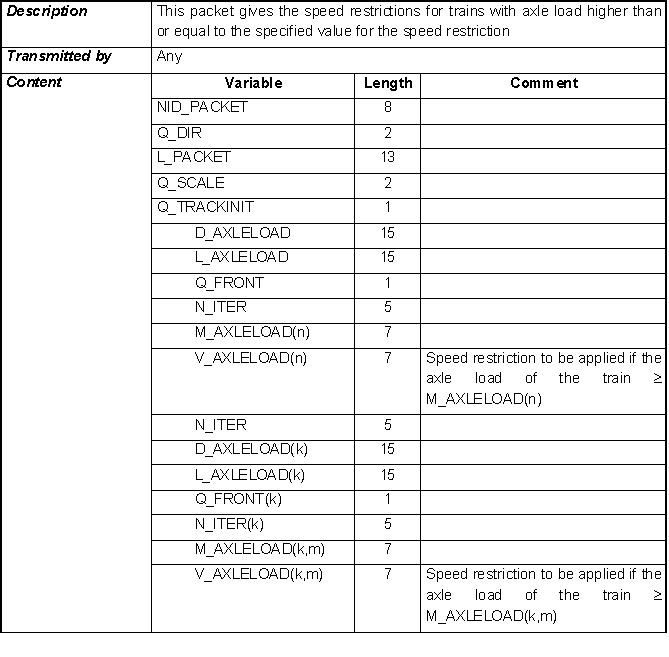 Description This packet gives the speed restrictions for trains with axle load higher than
or equal to the specified value for the speed restriction
Transmitted by Any
Content Variable Length Comment
NID_PACKET 8
Q_DIR 2
L_PACKET 13
Q_SCALE 2
Q_TRACKINIT 1
D_AXLELOAD 15
L_AXLELOAD 15
Q_FRONT 1
N_ITER 5
M_AXLELOAD(n) 7
V_AXLELOAD(n) 7 Speed restriction to be applied if the
axle load of the train ≥
M_AXLELOAD(n)
N_ITER 5
D_AXLELOAD(k) 15
L_AXLELOAD(k) 15
Q_FRONT(k) 1
N_ITER(k) 5
M_AXLELOAD(k,m) 7
V_AXLELOAD(k,m) 7 Speed restriction to be applied if the
axle load of the train ≥
M_AXLELOAD(k,m)